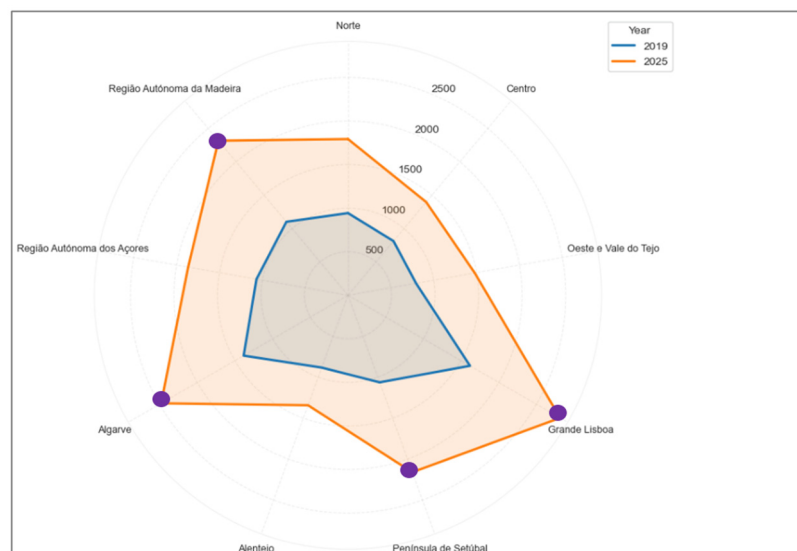 Norte
Year
2019
2025
Região Autónoma da Madeira
2500
Centro
2000
1500
1000
Região Autónoma dos Açores
500
Oeste e Vale do Tejo
Algarve
Grande Lisboa
Alentejo
Península de Setúbal